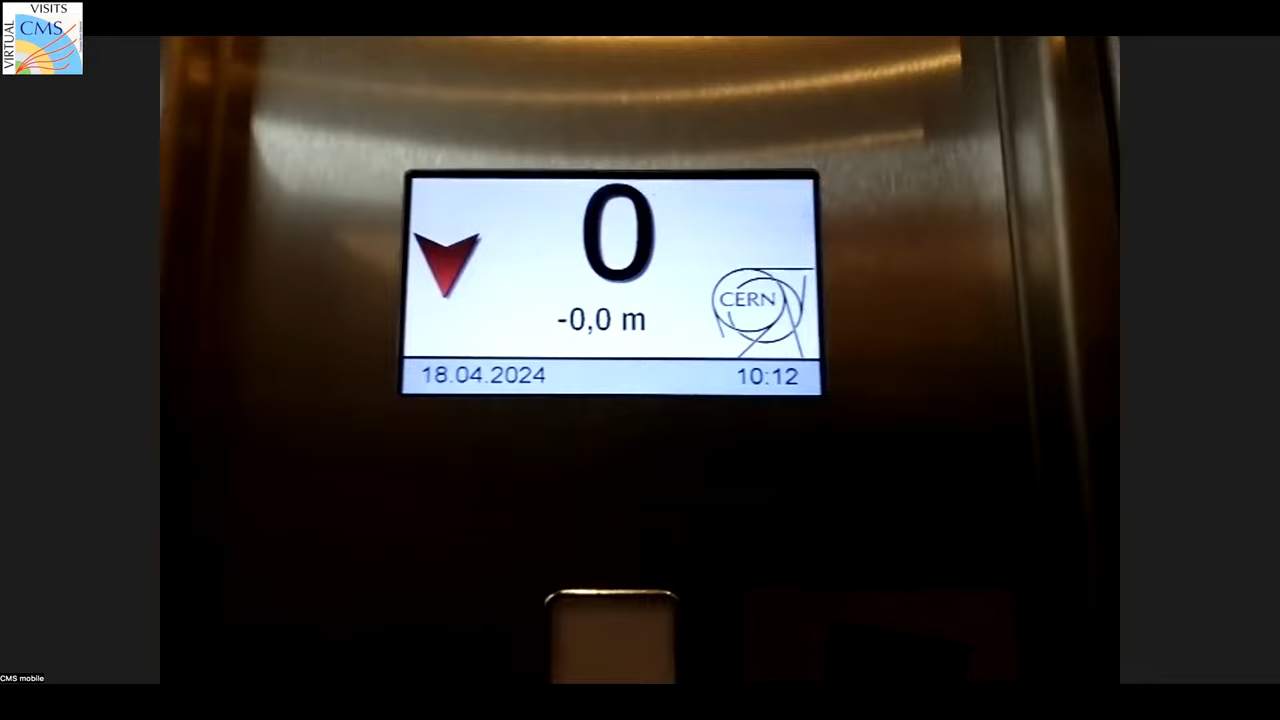 VISITS
VIRTUAL
CMS
0
-0,0 m
CERN
18.04.2024
10:12
CMS mobile